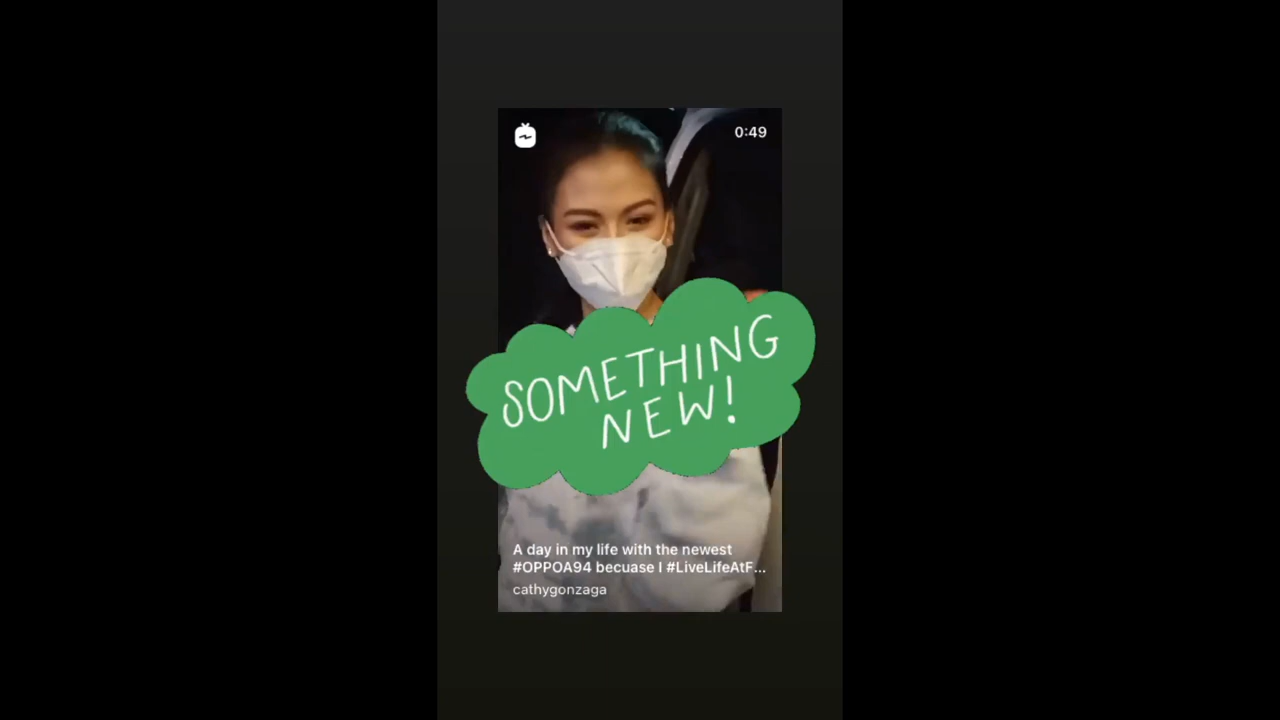 0:49
SOMETHING
NEW!
A day in my life with the newest
#OPPOA94 becuase I #LiveLifeAtF...
cathygonzaga